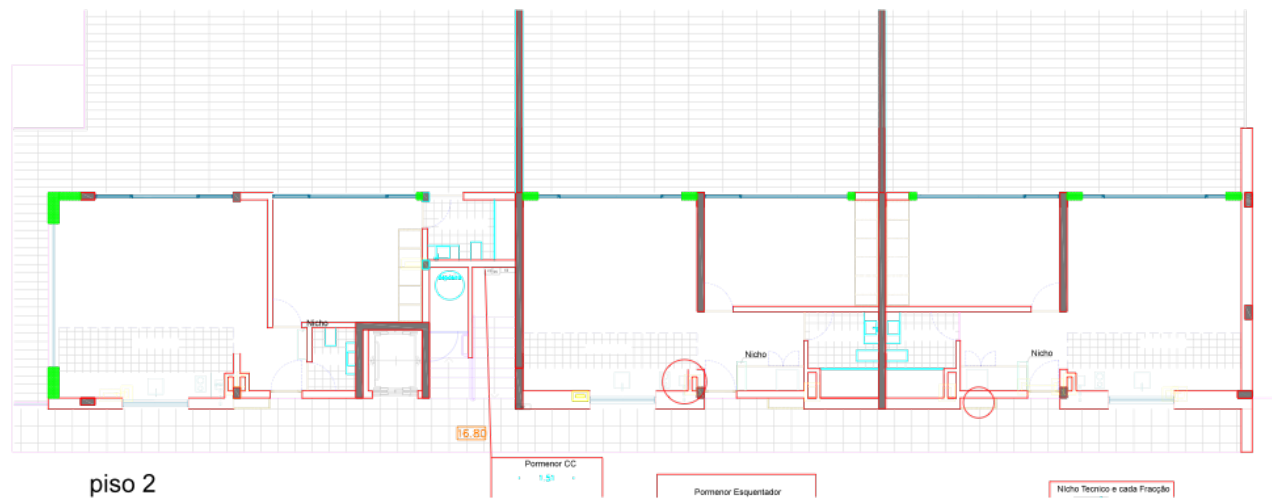 Nicho
Nicho
Nicho
16.80
Pormenor CC
1.51
piso 2
Pormenor Esquentador
Nicho Tecnico e cada Fracção